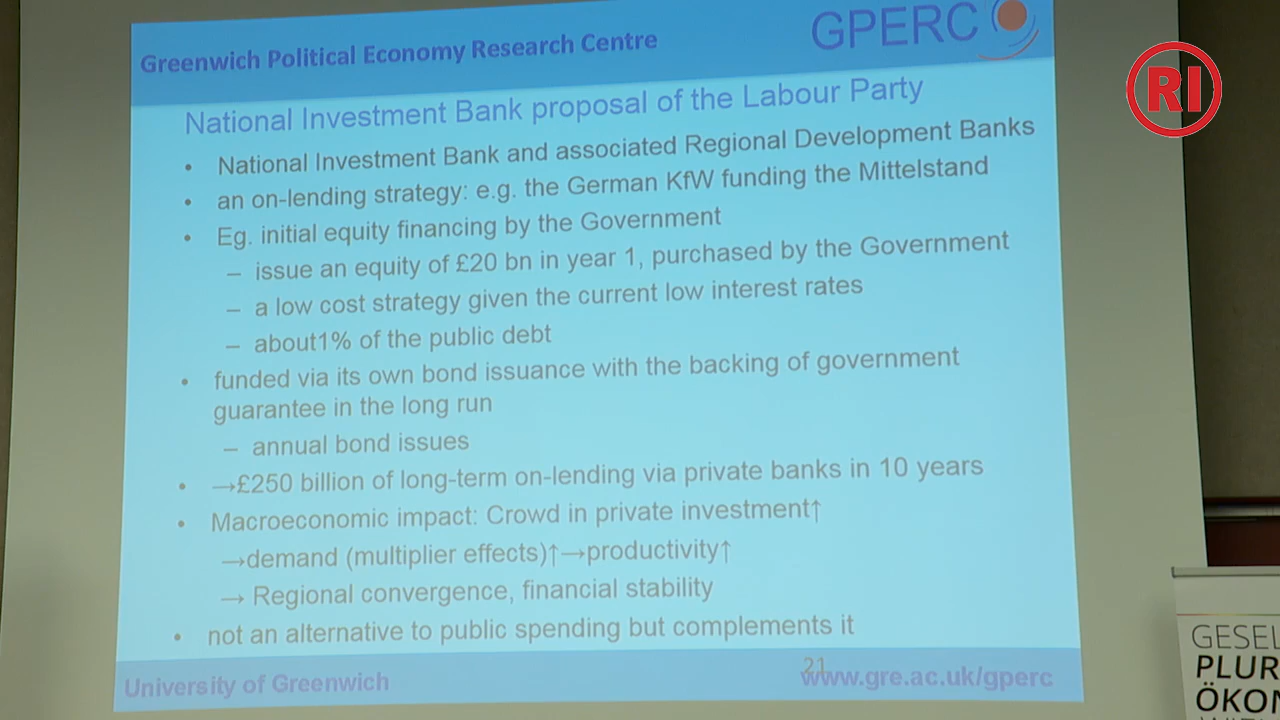 Greenwich Political Economy Research Centre
GPERC
RI
National Investment Bank proposal of the Labour Party
• National Investment Bank and associated Regional Development Banks
• an on-lending strategy: e.g. the German KfW funding the Mittelstand
• Eg. initial equity financing by the Government
– issue an equity of £20 bn in year 1, purchased by the Government
– a low cost strategy given the current low interest rates
– about1% of the public debt
• funded via its own bond issuance with the backing of government
guarantee in the long run
– annual bond issues
• →£250 billion of long-term on-lending via private banks in 10 years
• Macroeconomic impact: Crowd in private investment↑
→demand (multiplier effects)↑→productivity↑
→ Regional convergence, financial stability
• not an alternative to public spending but complements it
21
University of Greenwich
www.gre.ac.uk/gperc
GESEL
PLUR
ÖKON